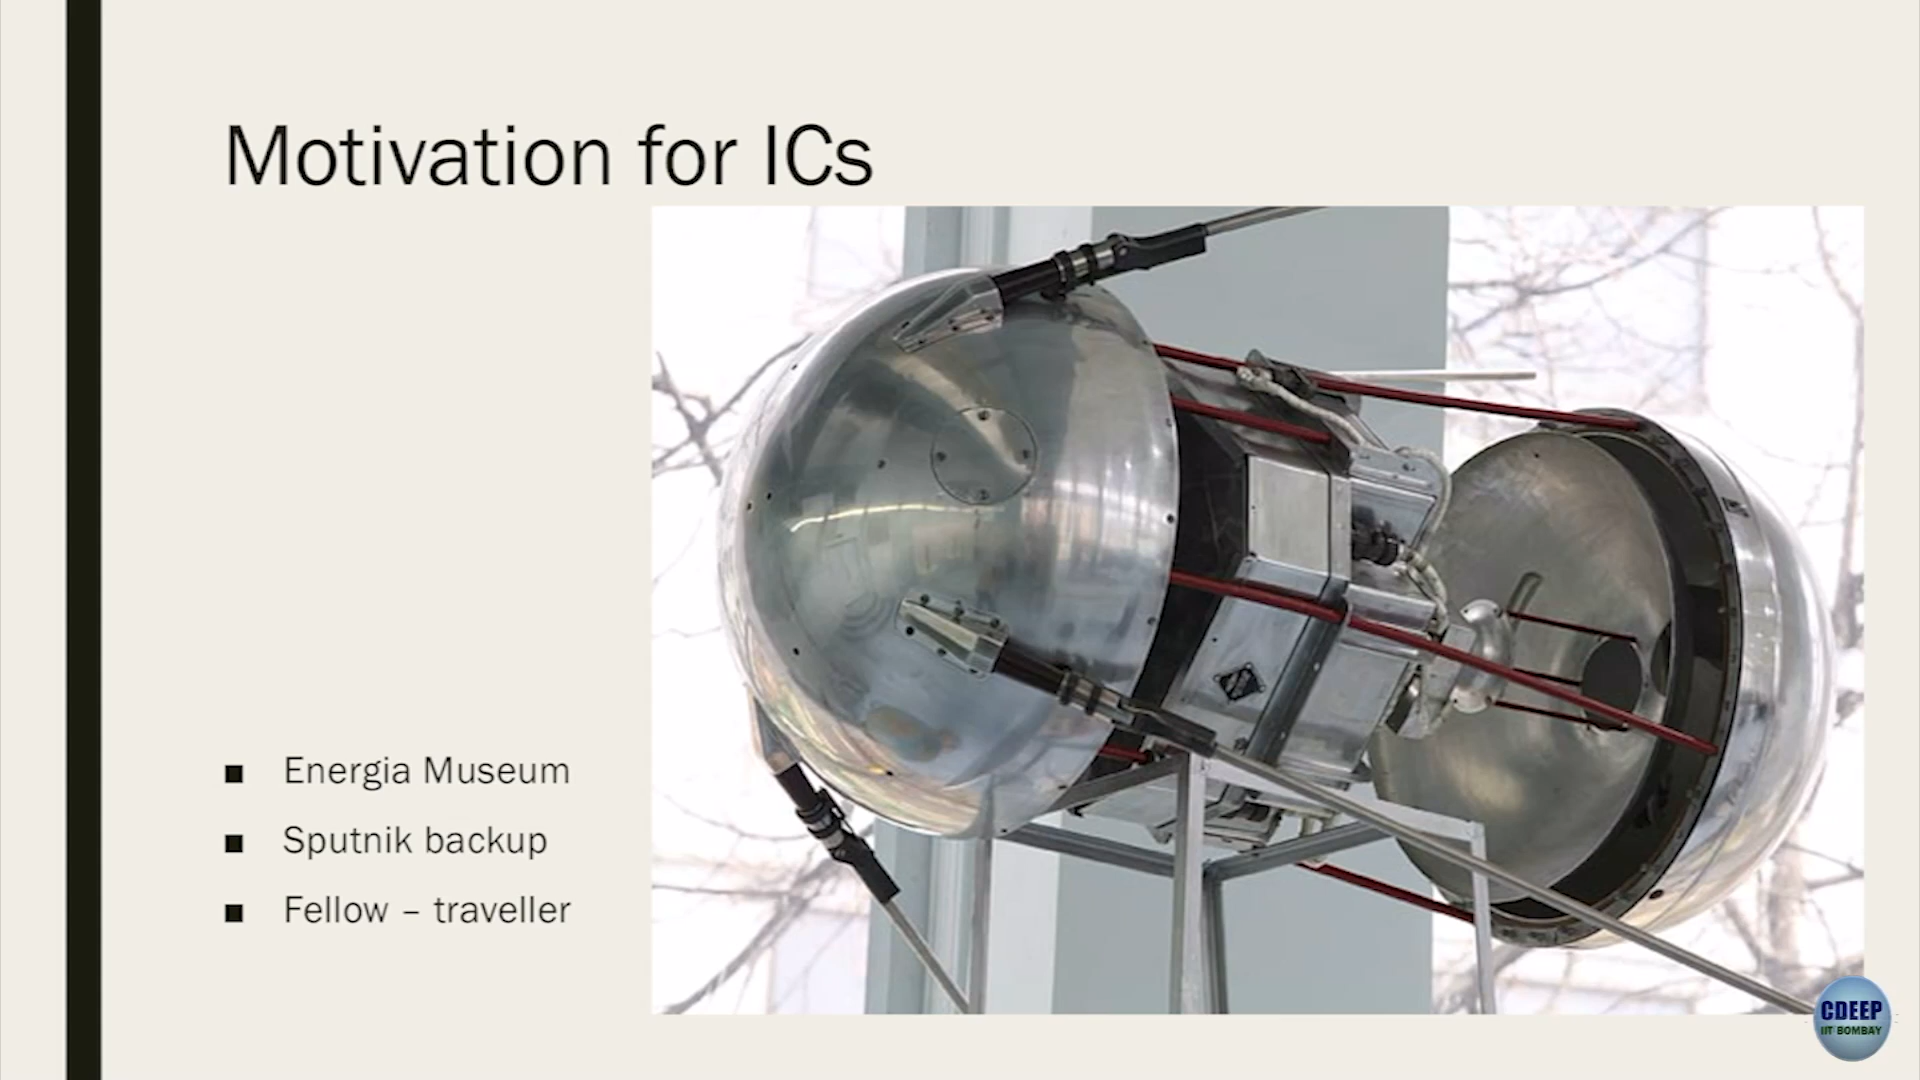 Motivation for ICs
Energia Museum
Sputnik backup
Fellow – traveller
CDEEP
IIT BOMBAY